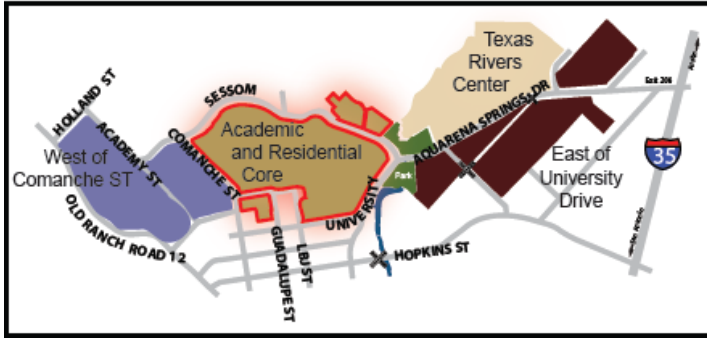 Texas
Rivers
Center
HOLLAND ST
ACADEMY ST
COMANCHE ST
SESSOM
Academic
and Residential
Core
West of
Comanche ST
OLD RANCH ROAD 12
UNIVERSITY
AQUARENA SPRINGS DR
Park
Exit 206
35
East of
University
Drive
GUADALUPE ST
LBJ ST
HOPKINS ST